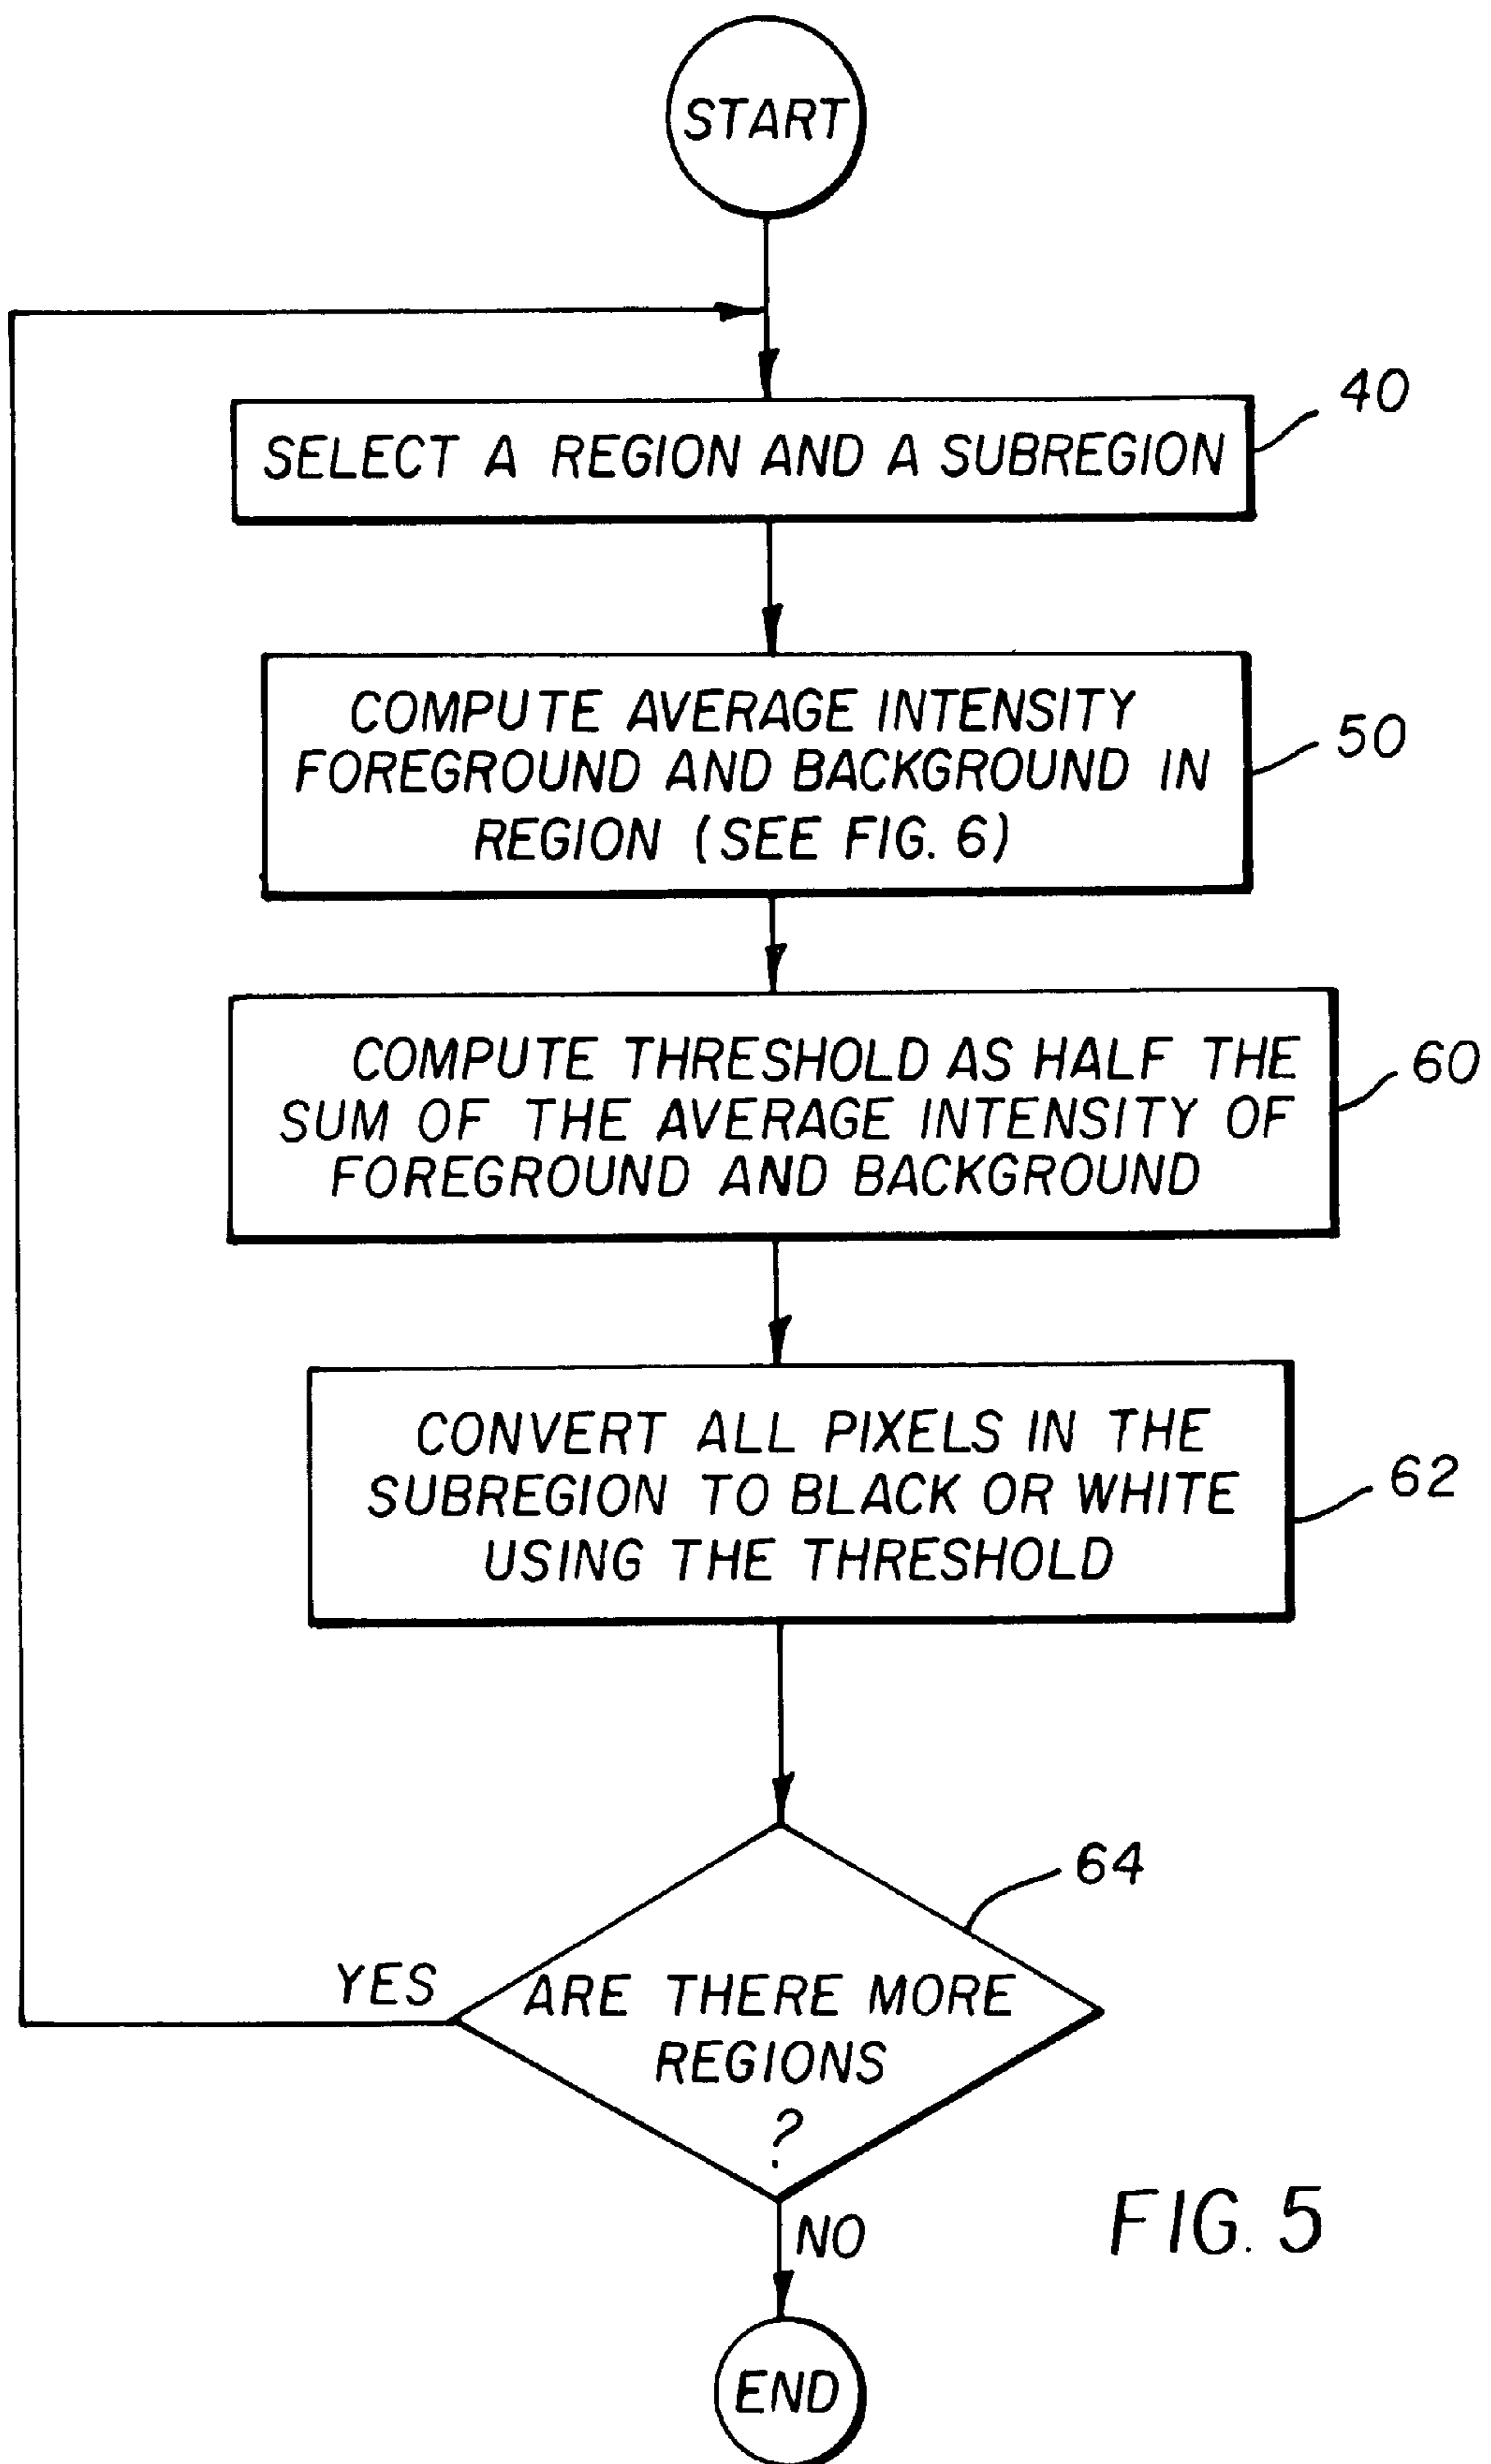 START
SELECT A REGION AND A SUBREGION
40
COMPUTE AVERAGE INTENSITY
FOREGROUND AND BACKGROUND IN
REGION (SEE FIG. 6)
50
COMPUTE THRESHOLD AS HALF THE
SUM OF THE AVERAGE INTENSITY OF
FOREGROUND AND BACKGROUND
60
CONVERT ALL PIXELS IN THE
SUBREGION TO BLACK OR WHITE
USING THE THRESHOLD
62
64
YES
ARE THERE MORE
REGIONS
?
NO
FIG. 5
END